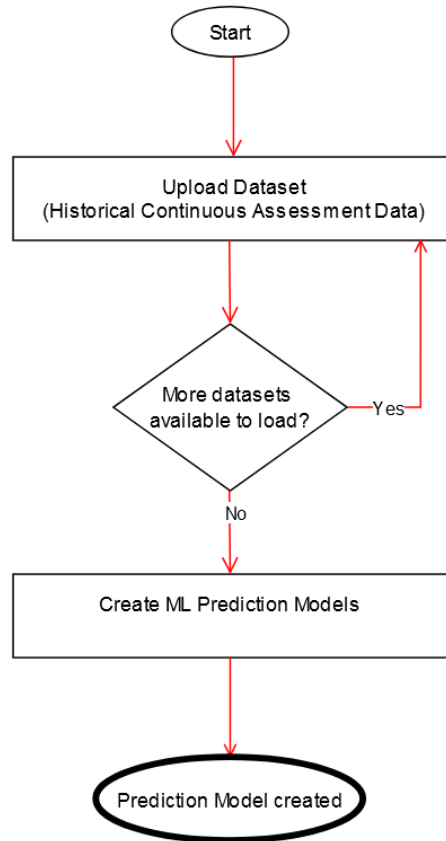 Start
Upload Dataset
(Historical Continuous Assessment Data)
More datasets
available to load?
Yes
No
Create ML Prediction Models
Prediction Model created